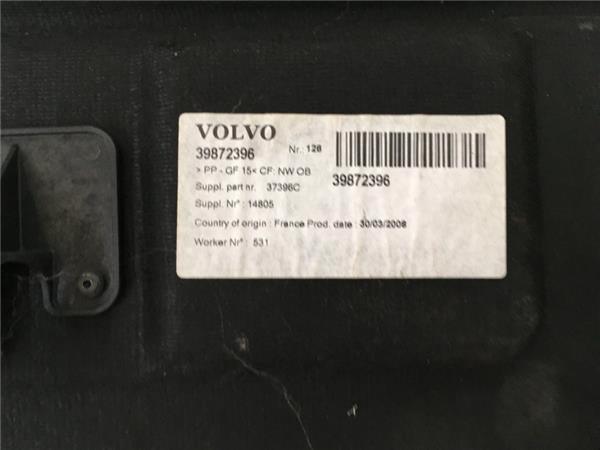 VOLVO
Nr.: 126
39872396
> PP - GF 15< CF: NW OB
39872396
Suppl. part nr. 37396C
Suppl. Nr° : 14805
Country of origin : France Prod. date : 30/03/2008
Worker Nr° : 531